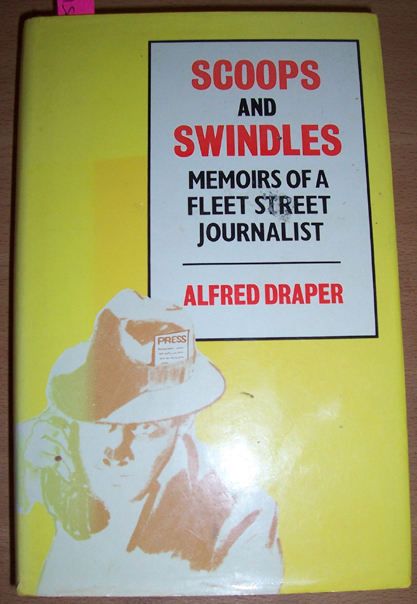 SCOOPS
AND
SWINDLES
MEMOIRS OF A
FLEET STREET
JOURNALIST
ALFRED DRAPER
PRESS